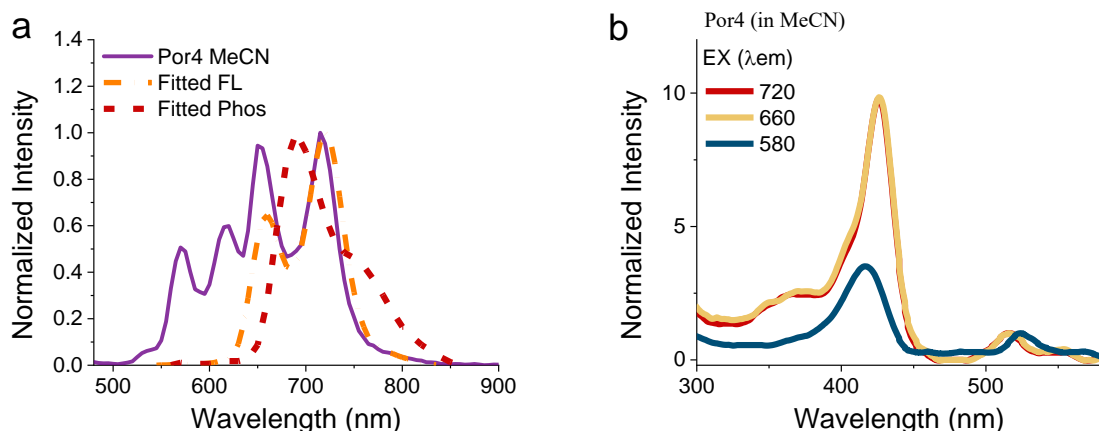 a
Por4 MeCN
Fitted FL
Fitted Phos
1.4
1.2
1.0
0.8
0.6
0.4
0.2
0.0
500 600 700 800 900
Wavelength (nm)
Normalized Intensity
b
Por4 (in MeCN)
EX (λem)
720
660
580
10
5
0
300 400 500
Wavelength (nm)
Normalized Intensity